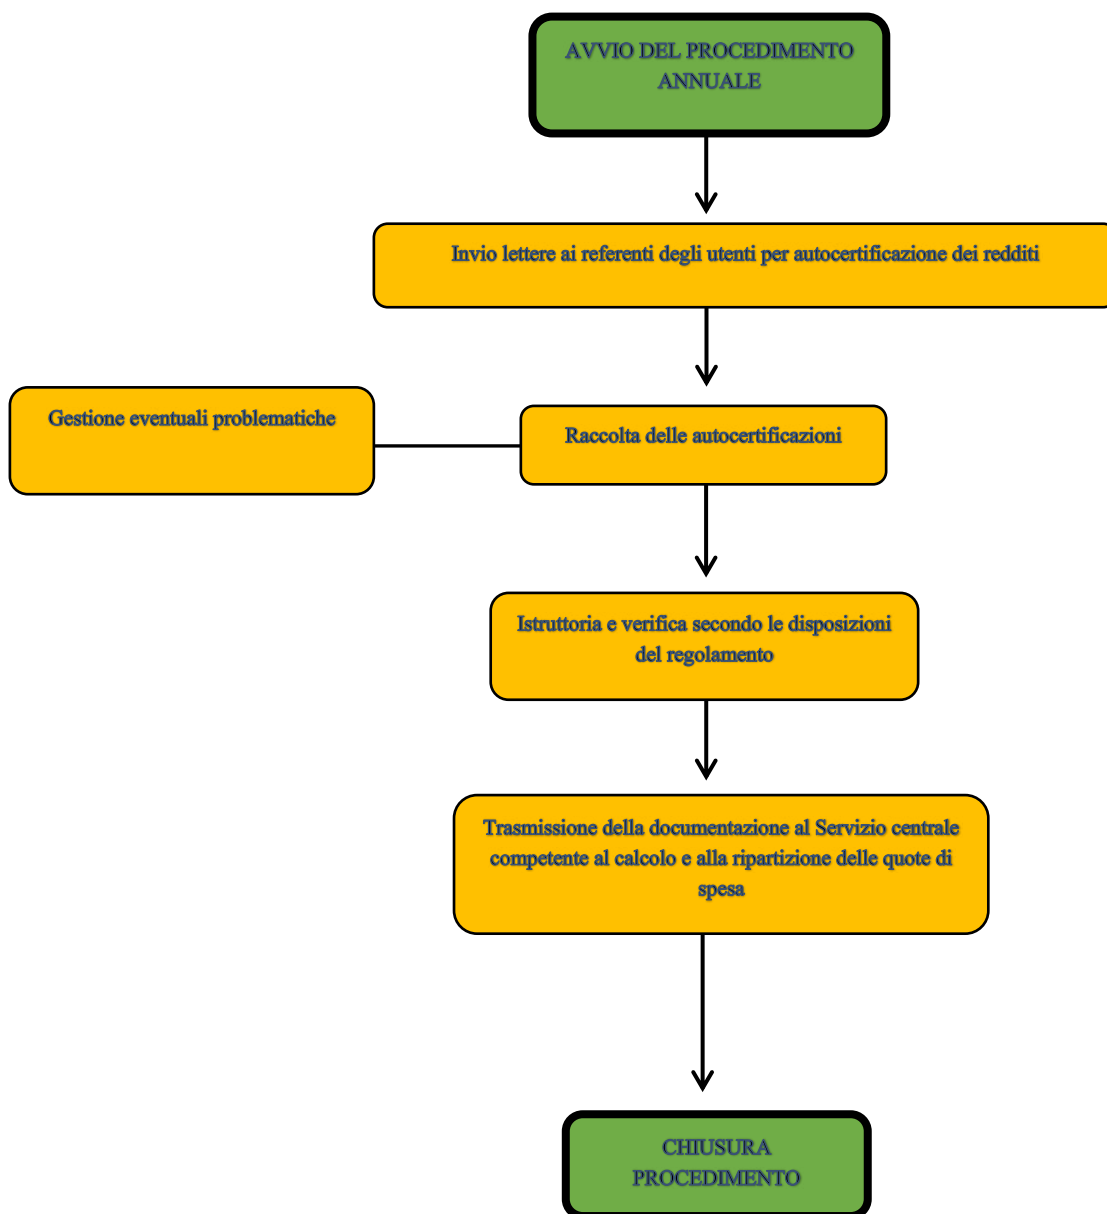 AVVIO DEL PROCEDIMENTO
ANNUALE
Invio lettere ai referenti degli utenti per autocertificazione dei redditi
Gestione eventuali problematiche
Raccolta delle autocertificazioni
Istruttoria e verifica secondo le disposizioni
del regolamento
Trasmissione della documentazione al Servizio centrale
competente al calcolo e alla ripartizione delle quote di
spesa
CHIUSURA
PROCEDIMENTO